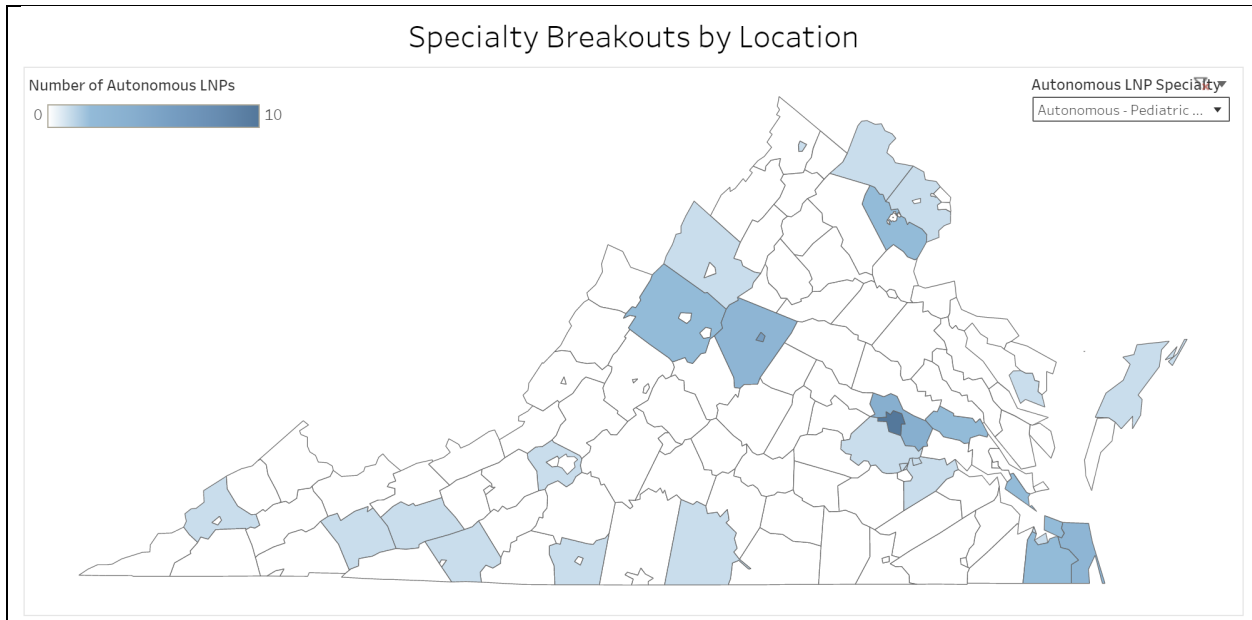 Specialty Breakouts by Location
Number of Autonomous LNPs
0 10
Autonomous LNP Specialty
Autonomous - Pediatric ...